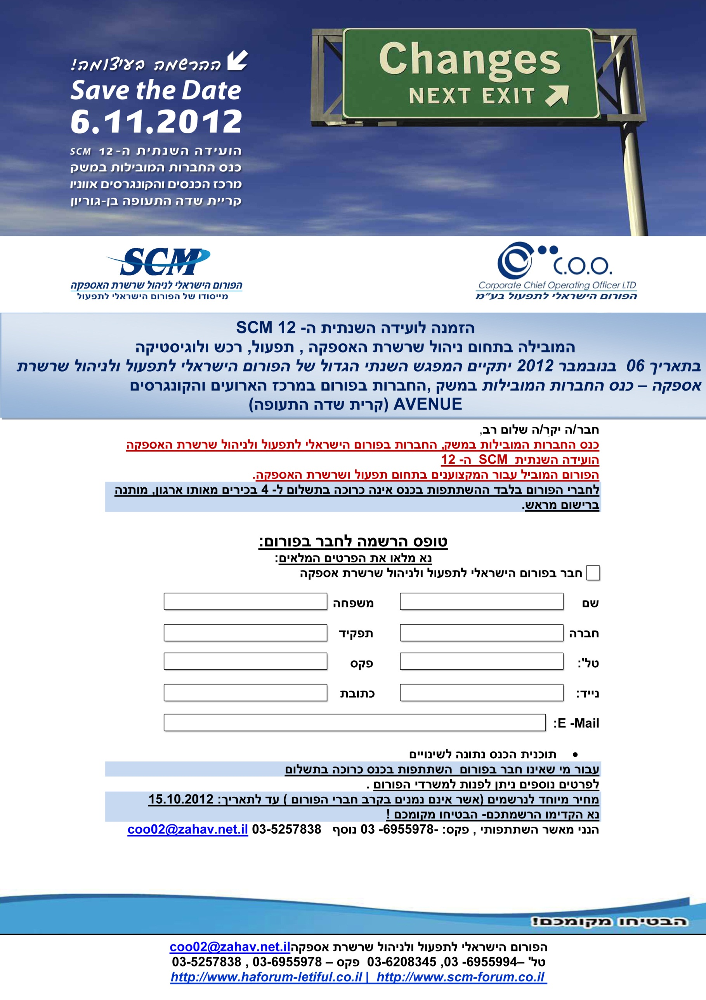 ההרשמה בעיצומה!
Save the Date
6.11.2012
הועידה השנתית ה-12 SCM
כנס החברות המובילות במשק
מרכז הכנסים והקונגרסים אווניו
קריית שדה התעופה בן-גוריון
Changes
NEXT EXIT
C.O.O.
Corporate Chief Operating Officer LTD
הפורום הישראלי לתפעול בע"מ
SCM
הפורום הישראלי לניהול שרשרת האספקה
מייסודו של הפורום הישראלי לתפעול
הזמנה לועידה השנתית ה- 12 SCM
המובילה בתחום ניהול שרשרת האספקה , תפעול, רכש ולוגיסטיקה
בתאריך 06 בנובמבר 2012 יתקיים המפגש השנתי הגדול של הפורום הישראלי לתפעול ולניהול שרשרת
אספקה – כנס החברות המובילות במשק ,החברות בפורום במרכז הארועים והקונגרסים
AVENUE (קרית שדה התעופה)
חבר/ה יקר/ה שלום רב,
כנס החברות המובילות במשק, החברות בפורום הישראלי לתפעול ולניהול שרשרת האספקה
הועידה השנתית SCM ה- 12
הפורום המוביל עבור המקצוענים בתחום תפעול ושרשרת האספקה.
לחברי הפורום בלבד ההשתתפות בכנס אינה כרוכה בתשלום ל- 4 בכירים מאותו ארגון, מותנה
ברישום מראש.
טופס הרשמה לחבר בפורום:
נא מלאו את הפרטים המלאים:
חבר בפורום הישראלי לתפעול ולניהול שרשרת אספקה
שם משפחה
חברה תפקיד
טל': פקס
נייד: כתובת
E -Mail:
• תוכנית הכנס נתונה לשינויים
עבור מי שאינו חבר בפורום השתתפות בכנס כרוכה בתשלום
לפרטים נוספים ניתן לפנות למשרדי הפורום .
מחיר מיוחד לנרשמים (אשר אינם נמנים בקרב חברי הפורום ) עד לתאריך: 15.10.2012
נא הקדימו הרשמתכם- הבטיחו מקומכם !
הנני מאשר השתתפותי , פקס: -6955978- 03 נוסף 03-5257838 coo02@zahav.net.il
הבטיחו מקומכם!
הפורום הישראלי לתפעול ולניהול שרשרת אספקהcoo02@zahav.net.il
טל' –6955994- 03, 03-6208345 פקס – 03-6955978 , 03-5257838
http://www.haforum-letiful.co.il | http://www.scm-forum.co.il